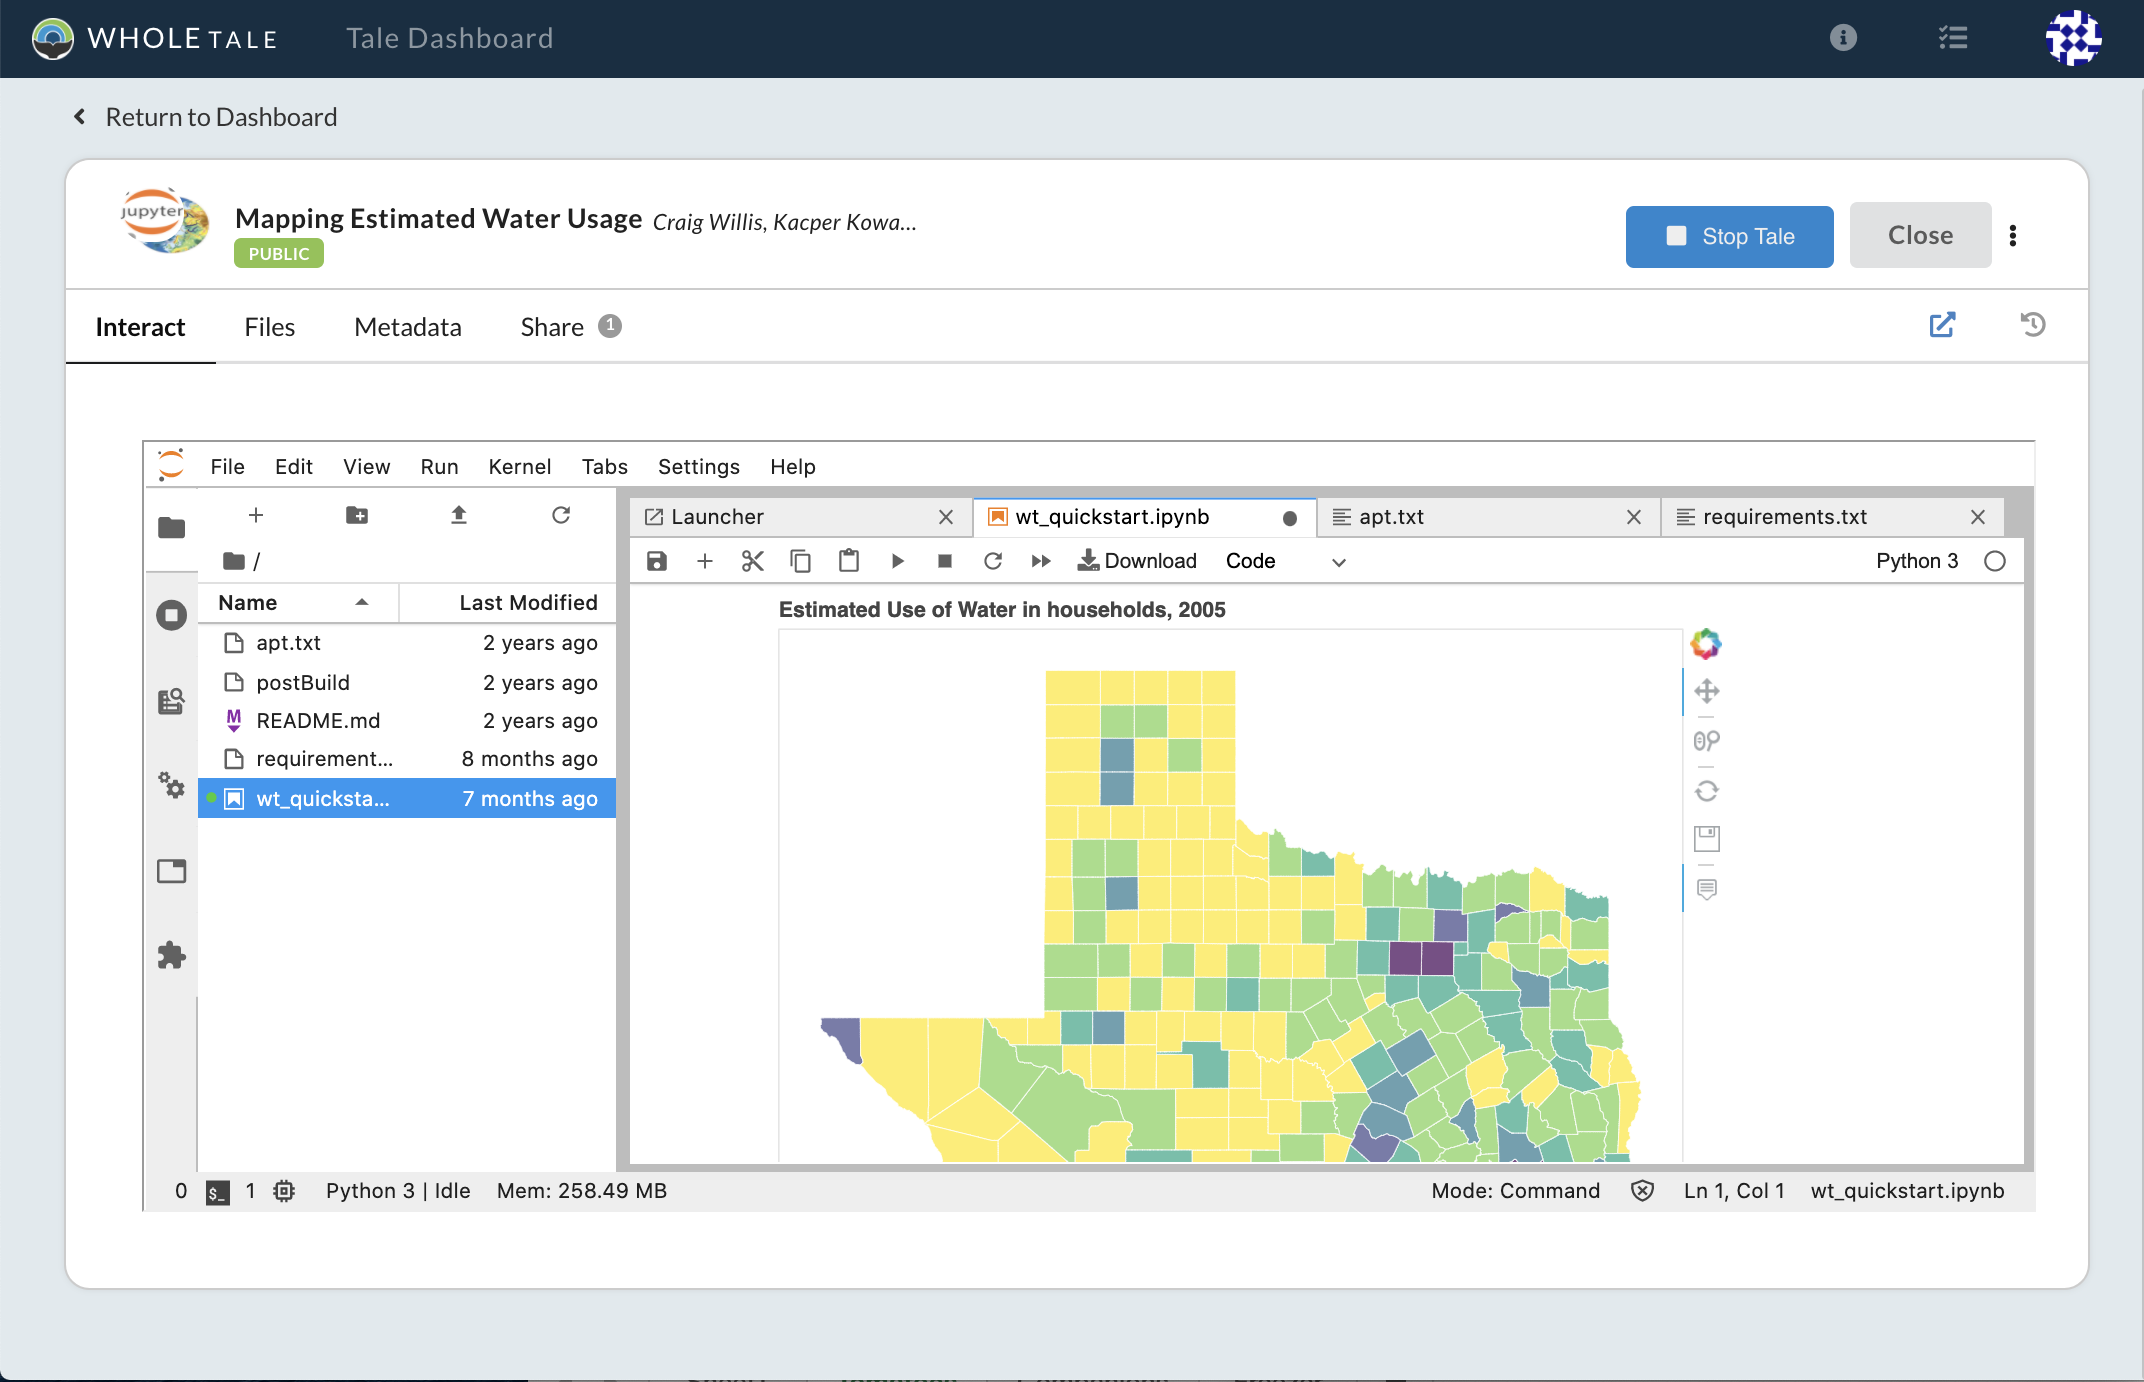 WHOLE TALE Tale Dashboard
Return to Dashboard
jupyter
Mapping Estimated Water Usage Craig Willis, Kacper Kowa...
PUBLIC
Stop Tale Close
Interact Files Metadata Share 1
File Edit View Run Kernel Tabs Settings Help
Launcher wt_quickstart.ipynb apt.txt requirements.txt
/
Download Code Python 3
Name Last Modified
apt.txt 2 years ago
postBuild 2 years ago
README.md 2 years ago
requirement... 8 months ago
wt_quicksta... 7 months ago
Estimated Use of Water in households, 2005
0 $_ 1 Python 3 | Idle Mem: 258.49 MB Mode: Command Ln 1, Col 1 wt_quickstart.ipynb